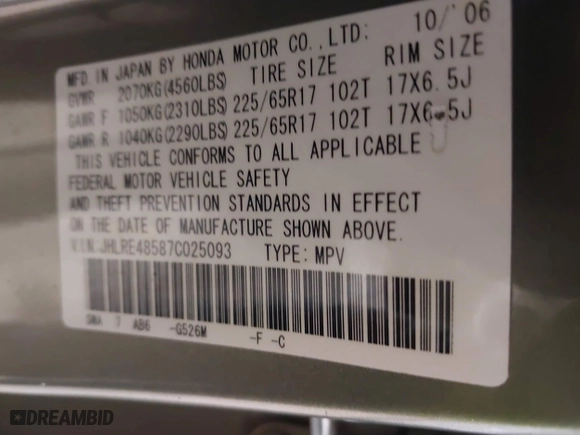 MFD. IN JAPAN BY HONDA MOTOR CO.,LTD: 10/'06
GVWR 2070KG(4560LBS) TIRE SIZE RIM SIZE
GAWR F 1050KG(2310LBS) 225/65R17 102T 17X6.5J
GAWR R 1040KG(2290LBS) 225/65R17 102T 17X6.5J
THIS VEHICLE CONFORMS TO ALL APPLICABLE
FEDERAL MOTOR VEHICLE SAFETY
AND THEFT PREVENTION STANDARDS IN EFFECT
ON THE DATE OF MANUFACTURE SHOWN ABOVE.
V.I.N:JHLRE48587C025093 TYPE: MPV
SWA 7 AB6 -G526M -F -C
DREAMBID